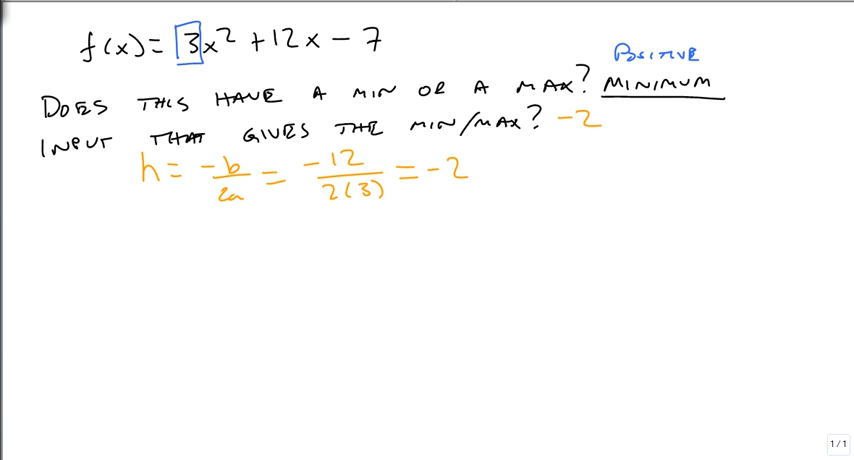 f(x) = 3x² + 12x - 7
POSITIVE
DOES THIS HAVE A MIN OR A MAX? MINIMUM
INPUT THAT GIVES THE MIN/MAX? -2
h = -b/2a = -12/2(3) = -2
1 / 1